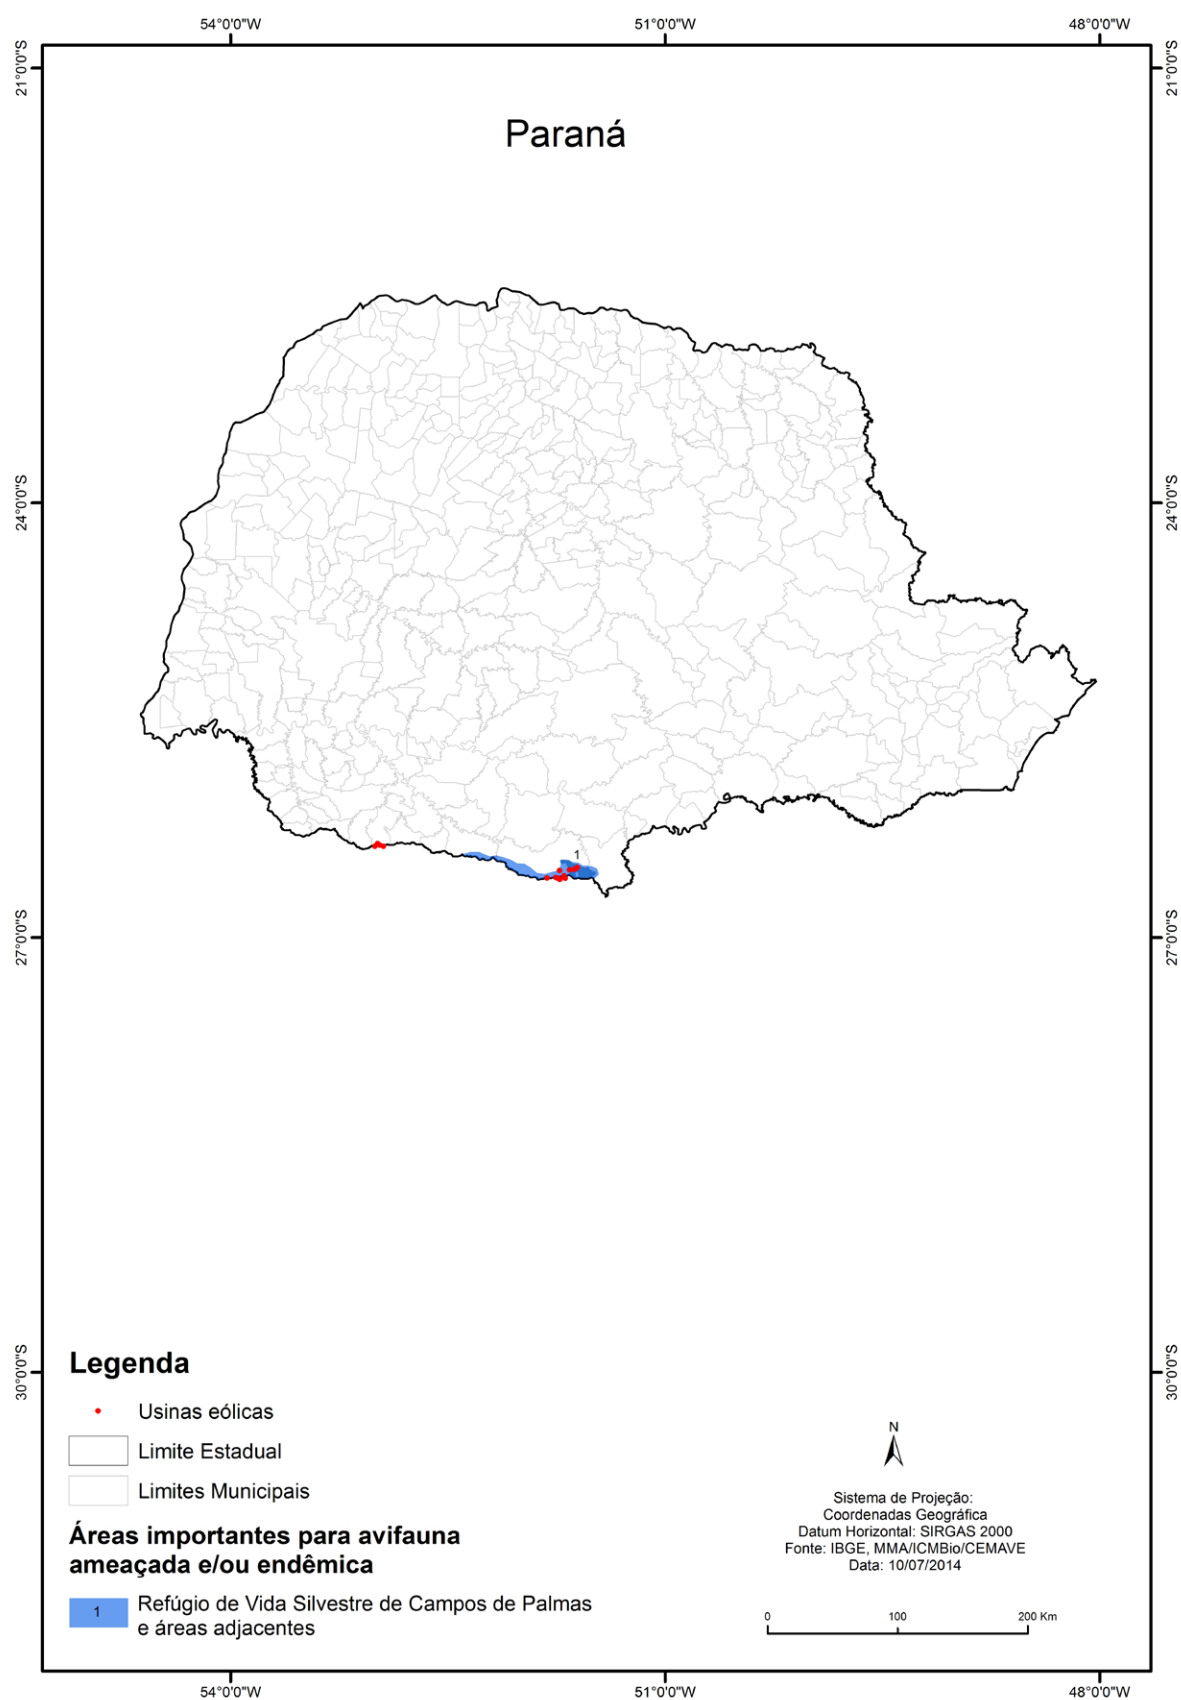 54°0'0"W
51°0'0"W
48°0'0"W
21°0'0"S
21°0'0"S
Paraná
24°0'0"S
24°0'0"S
1
27°0'0"S
27°0'0"S
30°0'0"S
30°0'0"S
Legenda
Usinas eólicas
Limite Estadual
Limites Municipais
Áreas importantes para avifauna
ameaçada e/ou endêmica
1
Refúgio de Vida Silvestre de Campos de Palmas
e áreas adjacentes
N
Sistema de Projeção:
Coordenadas Geográfica
Datum Horizontal: SIRGAS 2000
Fonte: IBGE, MMA/ICMBio/CEMAVE
Data: 10/07/2014
0 100 200 Km
54°0'0"W
51°0'0"W
48°0'0"W